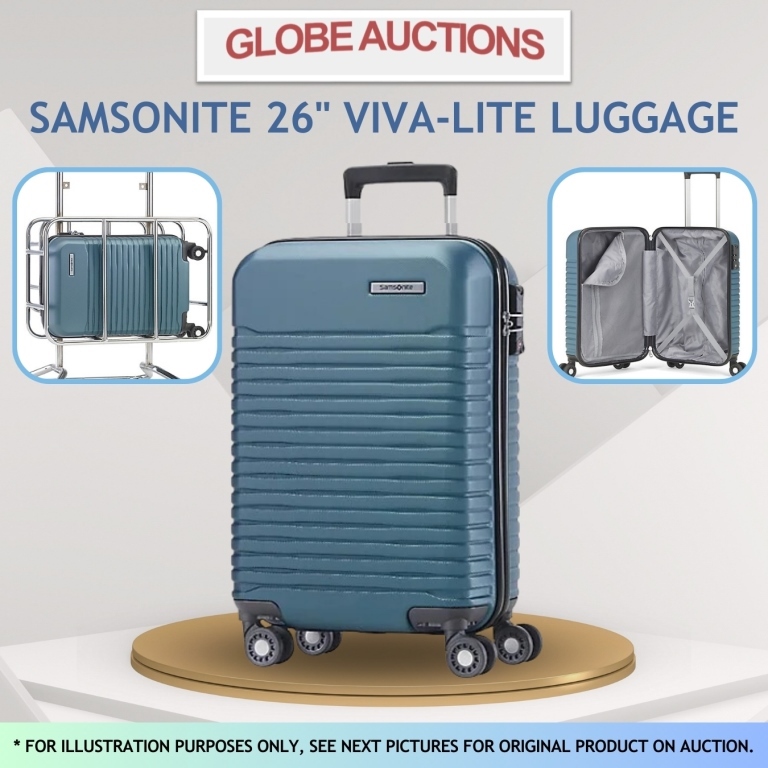 GLOBE AUCTIONS
SAMSONITE 26" VIVA-LITE LUGGAGE
Samsonite
* FOR ILLUSTRATION PURPOSES ONLY, SEE NEXT PICTURES FOR ORIGINAL PRODUCT ON AUCTION.